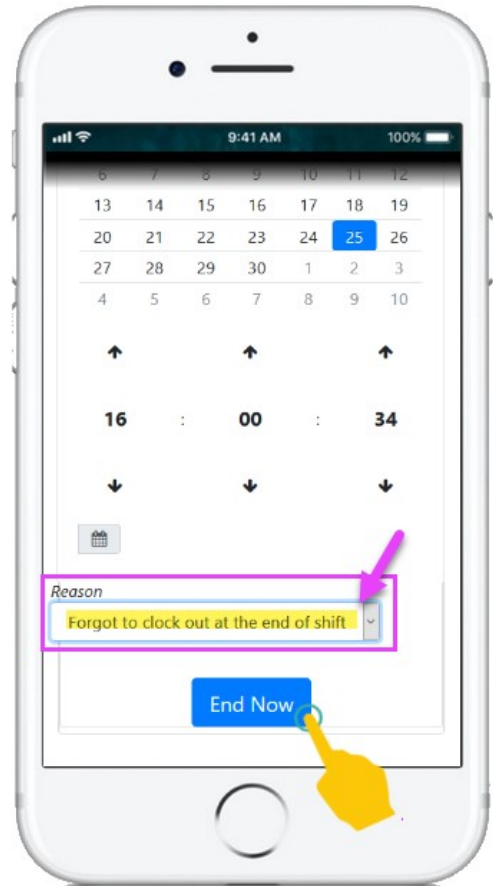 9:41 AM 100%
6 7 8 9 10 11 12
13 14 15 16 17 18 19
20 21 22 23 24 25 26
27 28 29 30 1 2 3
4 5 6 7 8 9 10
16 : 00 : 34
Reason
Forgot to clock out at the end of shift
End Now